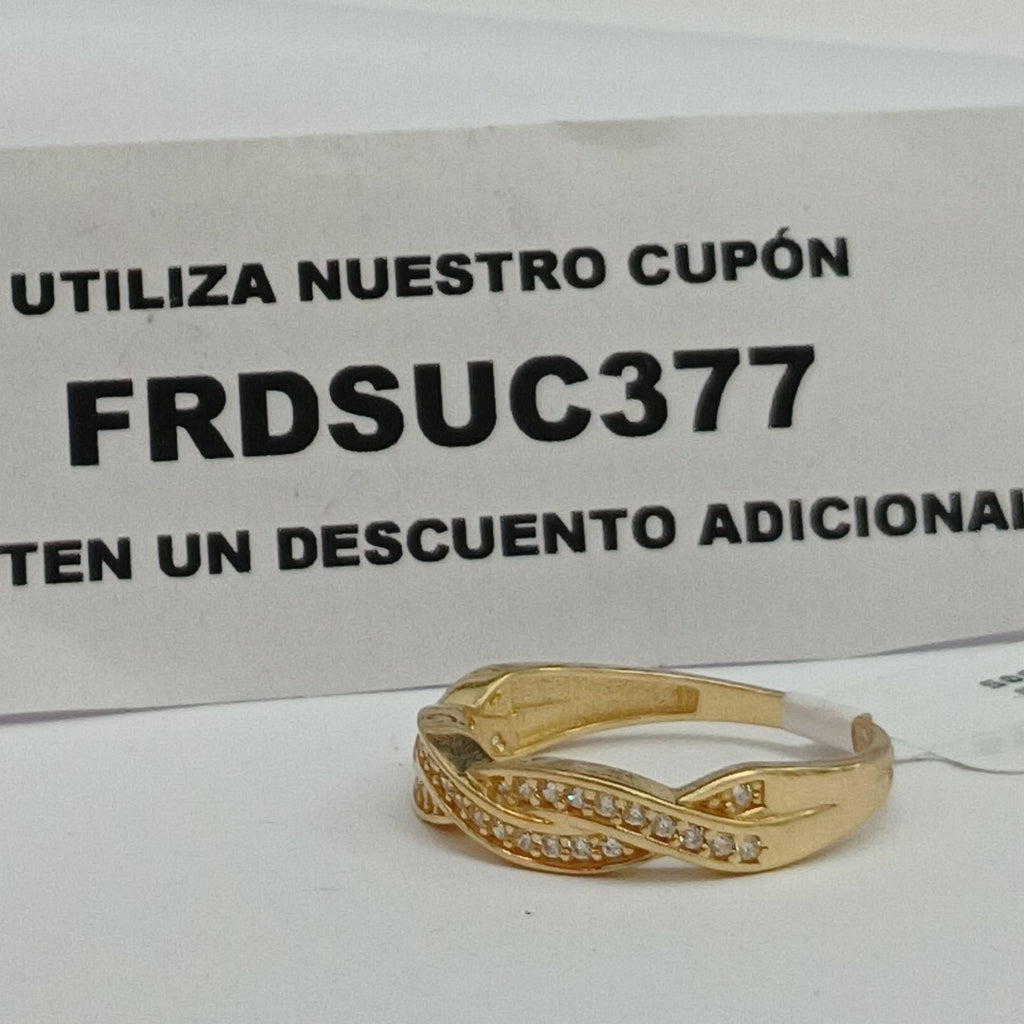 UTILIZA NUESTRO CUPÓN
FRDSUC377
TEN UN DESCUENTO ADICIONAL